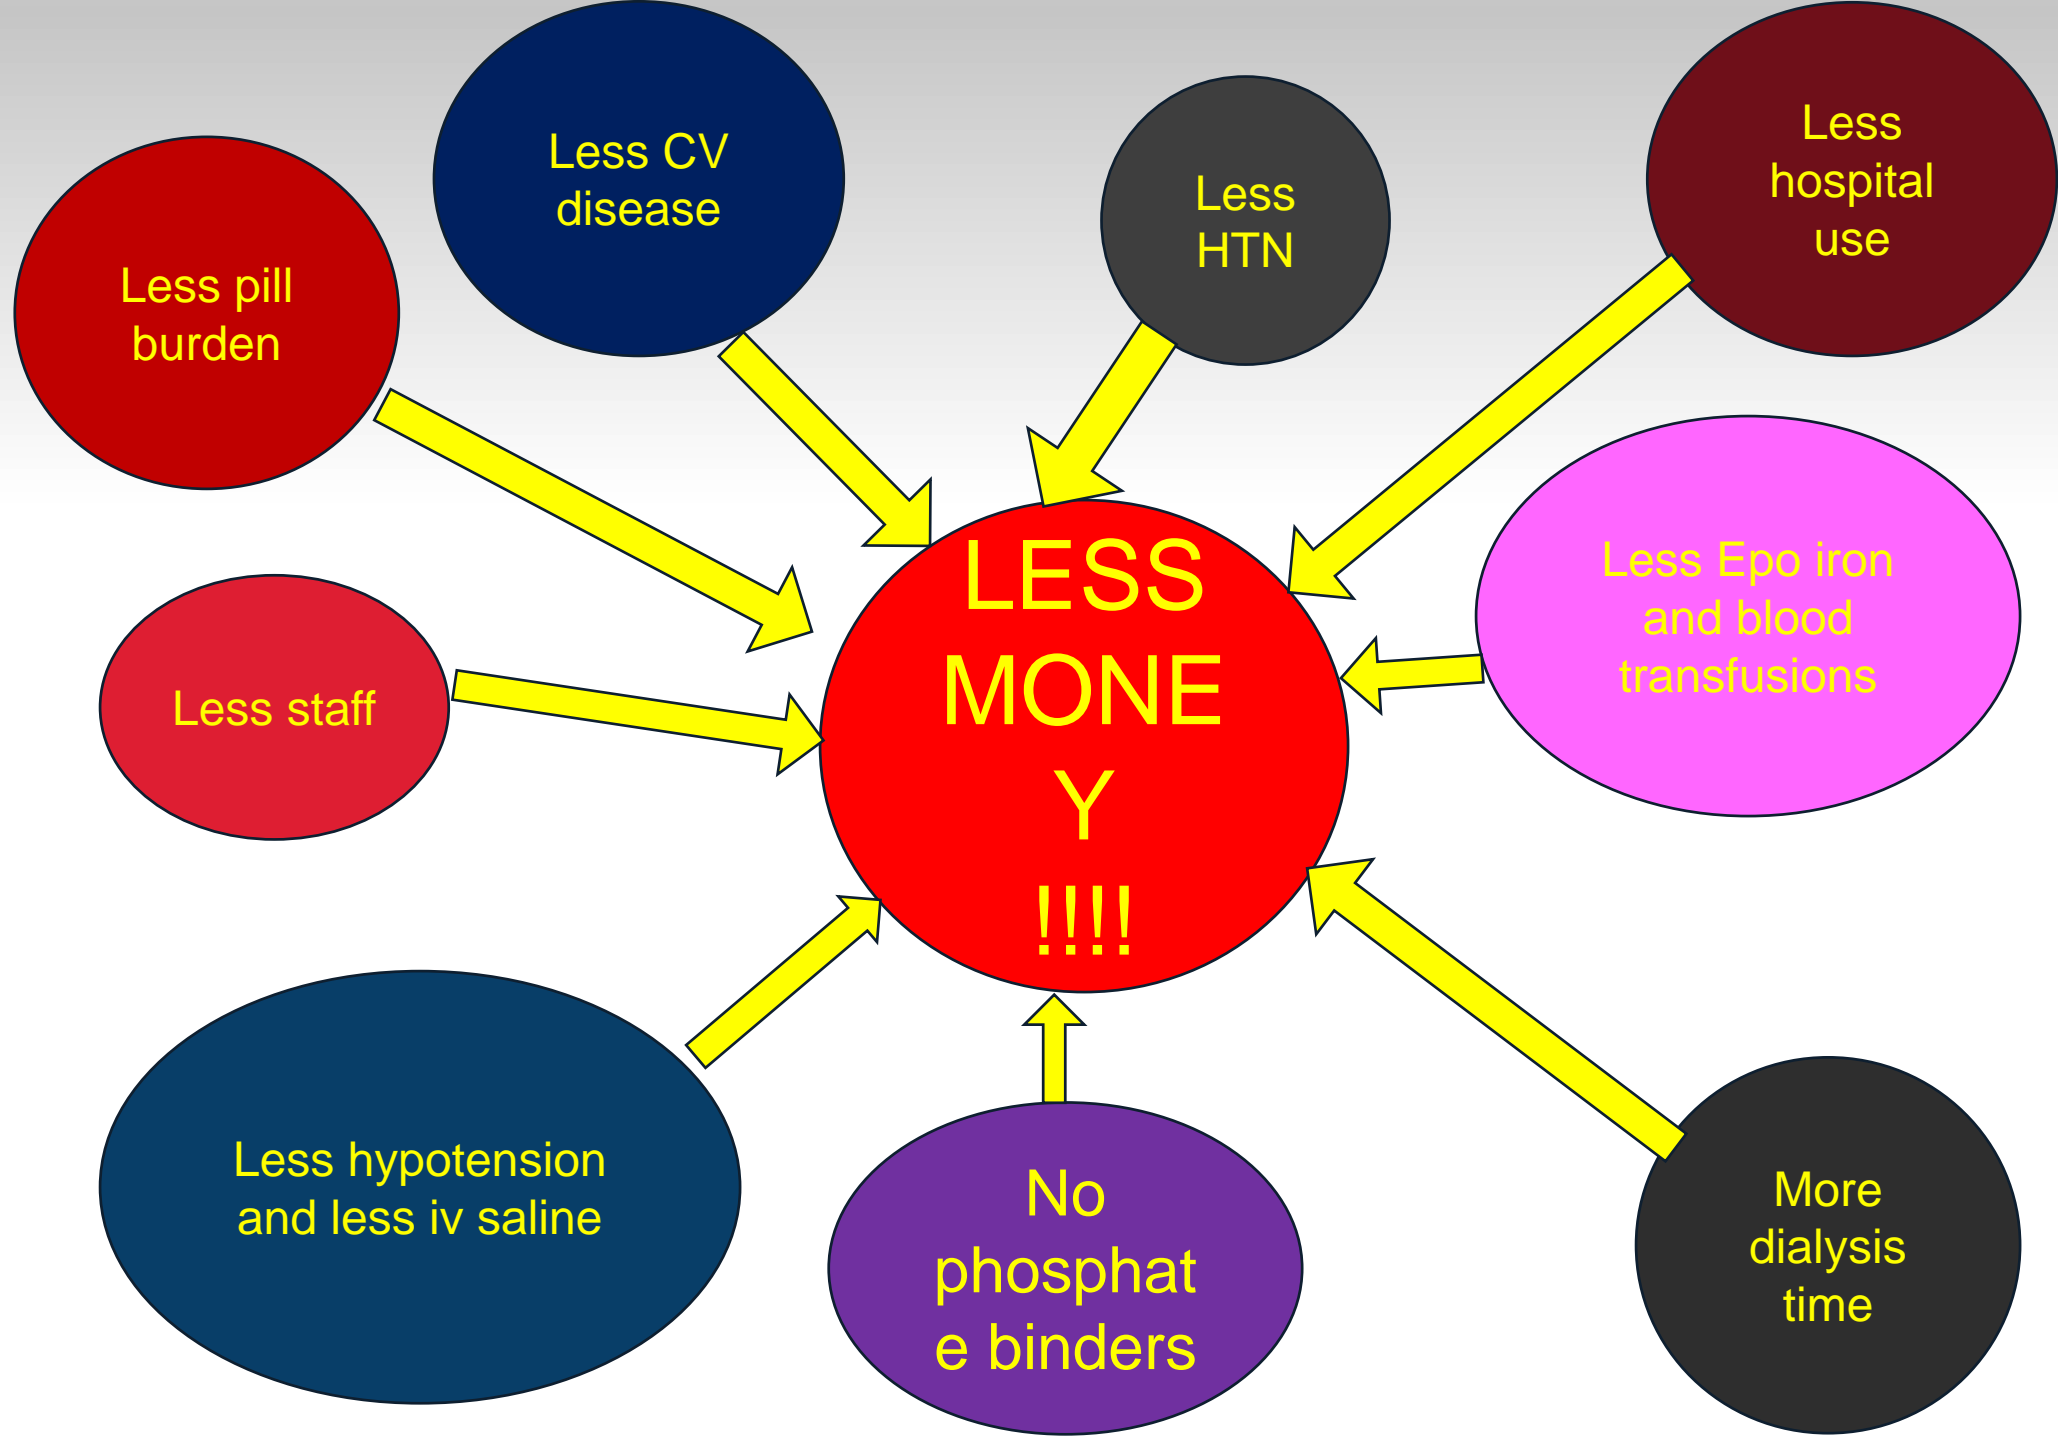 Less CV
disease
Less
HTN
Less
hospital
use
Less pill
burden
LESS
MONE
Y
!!!!
Less Epo iron
and blood
transfusions
Less staff
Less hypotension
and less iv saline
No
phosphat
e binders
More
dialysis
time